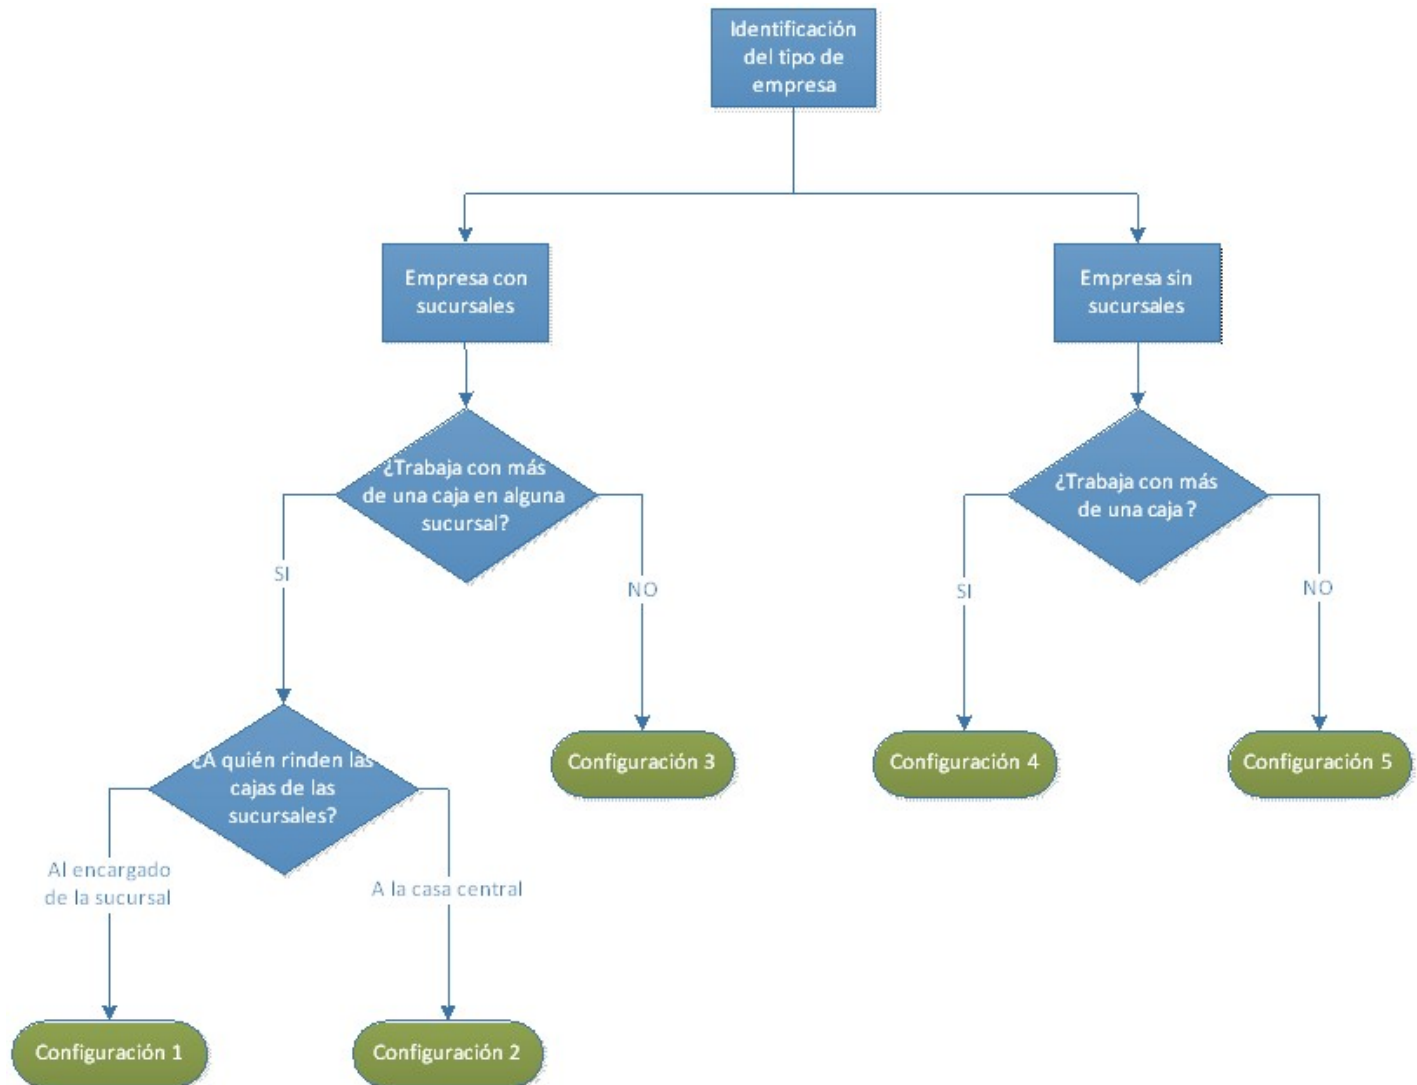 Identificación
del tipo de
empresa
Empresa con
sucursales
Empresa sin
sucursales
¿Trabaja con más
de una caja en alguna
sucursal?
¿Trabaja con más
de una caja ?
SI
NO
SI
NO
¿A quién rinden las
cajas de las
sucursales?
Configuración 3
Configuración 4
Configuración 5
Al encargado
de la sucursal
A la casa central
Configuración 1
Configuración 2